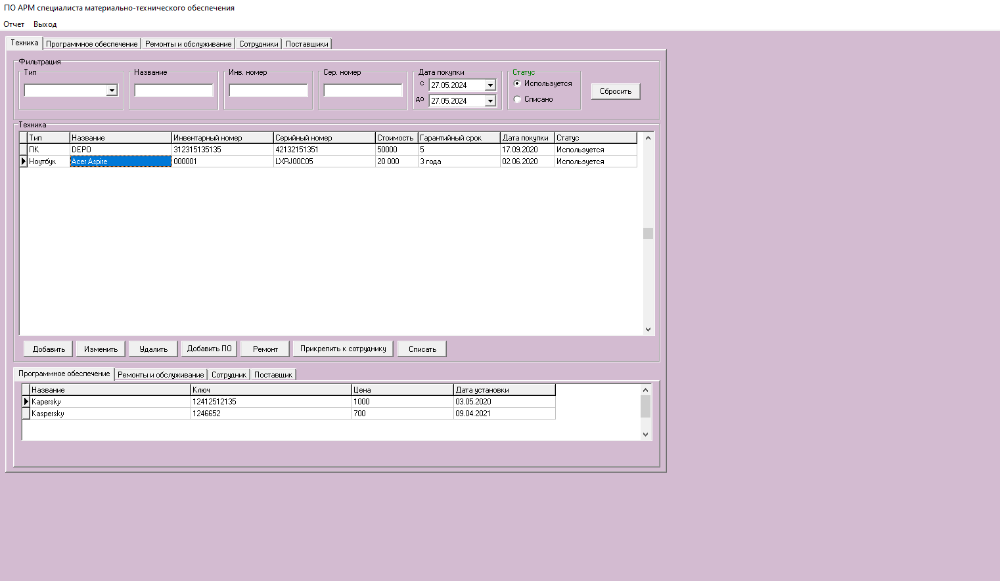 ПО АРМ специалиста материально-технического обеспечения
Отчет Выход
Техника Программное обеспечение Ремонты и обслуживание Сотрудники Поставщики
Фильтрация
Тип Название Инв. номер Сер. номер Дата покупки Статус
с 27.05.2024 Используется
до 27.05.2024 Списано
Сбросить
Техника
Тип Название Инвентарный номер Серийный номер Стоимость Гарантийный срок Дата покупки Статус
ПК DEPO 312315135135 42132151351 50000 5 17.09.2020 Используется
Ноутбук Acer Aspire 000001 LXRJ00C05 20 000 3 года 02.06.2020 Используется
Добавить Изменить Удалить Добавить ПО Ремонт Прикрепить к сотруднику Списать
Программное обеспечение Ремонты и обслуживание Сотрудник Поставщик
Название Ключ Цена Дата установки
Kapersky 12412512135 1000 03.05.2020
Kaspersky 1246652 700 09.04.2021